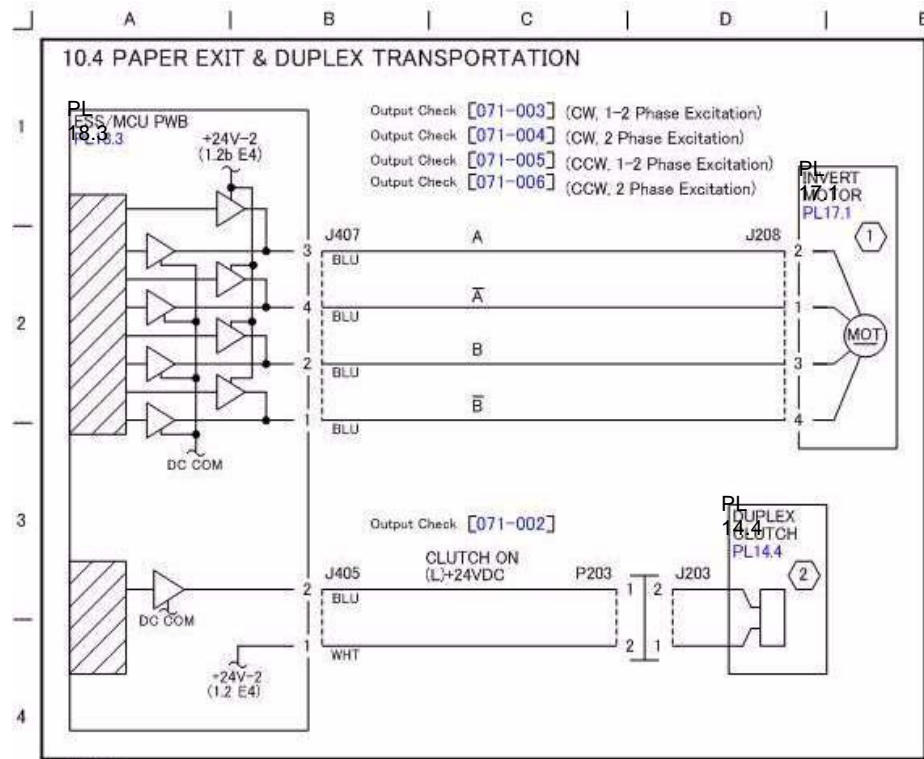 A B C D E
10.4 PAPER EXIT & DUPLEX TRANSPORTATION
1
PL
18.3
ESS/MCU PWB
PL18.3
+24V-2
(1.2b E4)
Output Check [071-003] (CW, 1-2 Phase Excitation)
Output Check [071-004] (CW, 2 Phase Excitation)
Output Check [071-005] (CCW, 1-2 Phase Excitation)
Output Check [071-006] (CCW, 2 Phase Excitation)
PL
17.1
INVERT
MOTOR
PL17.1
1
J407 A J208
3 BLU 2
2
A̅
4 BLU 1
MOT
B
2 BLU 3
B̅
1 BLU 4
DC COM
3
Output Check [071-002]
PL
14.4
DUPLEX
CLUTCH
PL14.4
2
CLUTCH ON
(L)+24VDC
J405 P203 J203
2 BLU 1 2
DC COM
1 WHT 2 1
+24V-2
(1.2 E4)
4